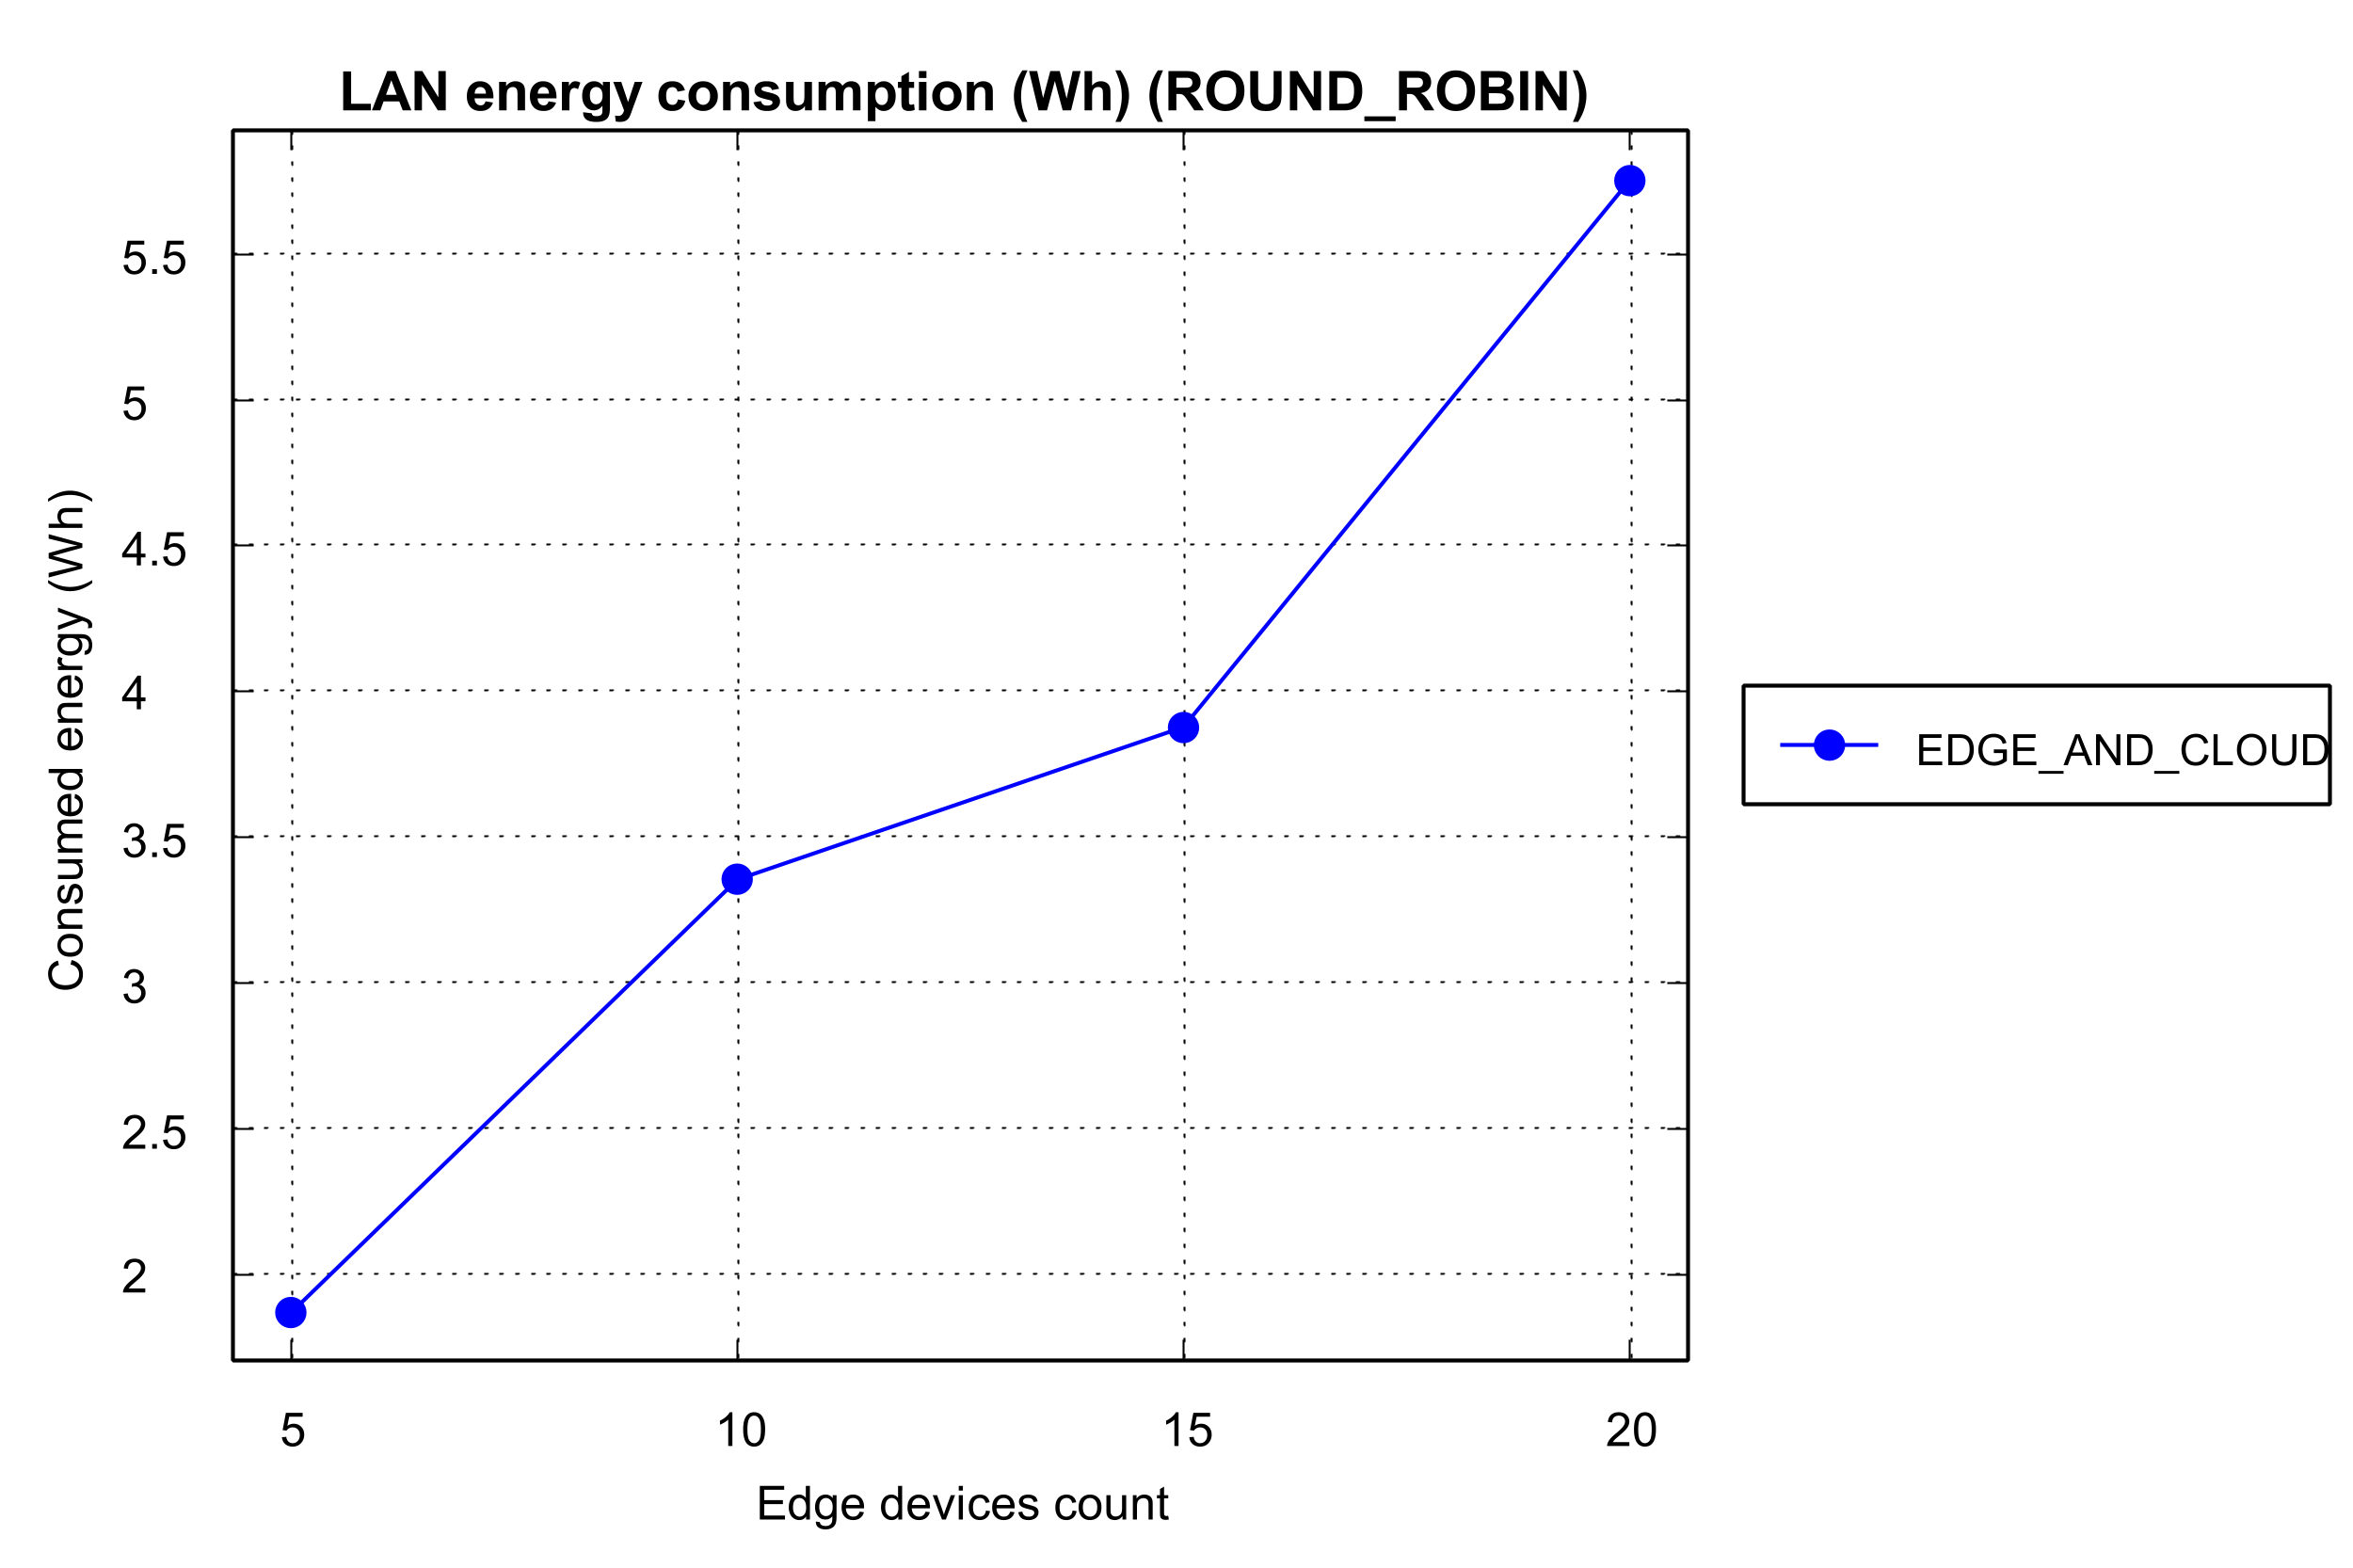 LAN energy consumption (Wh) (ROUND_ROBIN)
5.5
5
4.5
4
3.5
3
2.5
2
Consumed energy (Wh)
5 10 15 20
Edge devices count
EDGE_AND_CLOUD